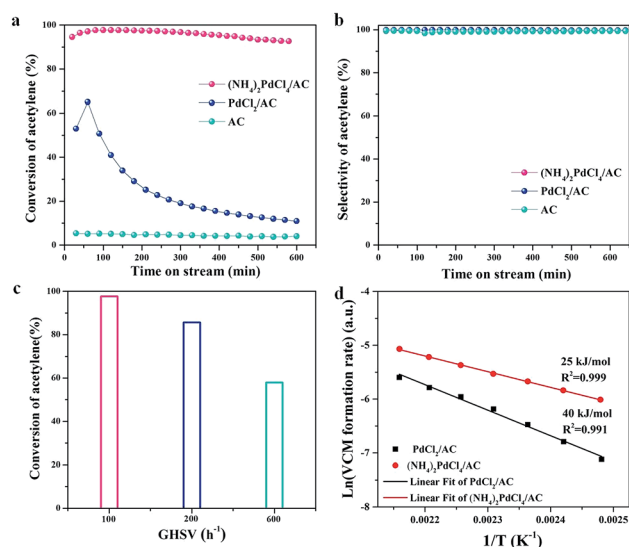 a
Conversion of acetylene (%)
100
80
60
40
20
0
(NH₄)₂PdCl₄/AC
PdCl₂/AC
AC
0 100 200 300 400 500 600 700
Time on stream (min)
b
Selectivity of acetylene (%)
100
80
60
40
20
0
(NH₄)₂PdCl₄/AC
PdCl₂/AC
AC
0 100 200 300 400 500 600 700
Time on stream (min)
c
Conversion of acetylene(%)
100
80
60
40
20
0
100 200 600
GHSV (h⁻¹)
d
Ln(VCM formation rate) (a.u.)
-4
-5
-6
-7
-8
25 kJ/mol
R²=0.999
40 kJ/mol
R²=0.991
PdCl₂/AC
(NH₄)₂PdCl₄/AC
Linear Fit of PdCl₂/AC
Linear Fit of (NH₄)₂PdCl₄/AC
0.0022 0.0023 0.0024 0.0025
1/T (K⁻¹)